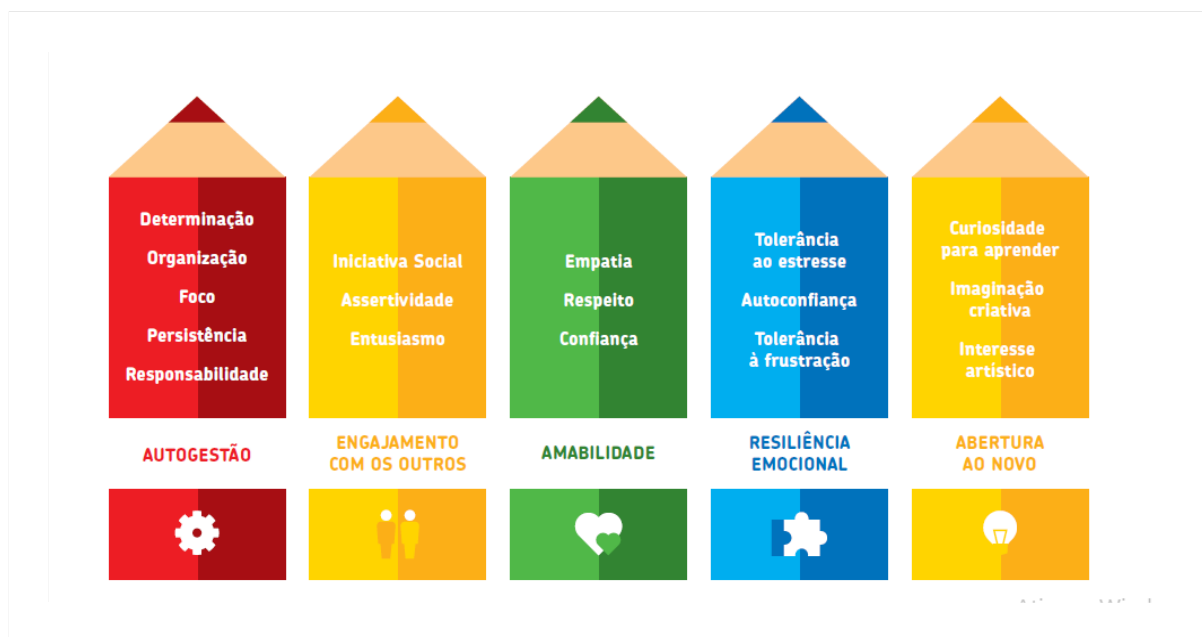 Determinação
Organização
Foco
Persistência
Responsabilidade
AUTOGESTÃO
Iniciativa Social
Assertividade
Entusiasmo
ENGAJAMENTO
COM OS OUTROS
Empatia
Respeito
Confiança
AMABILIDADE
Tolerância
ao estresse
Autoconfiança
Tolerância
à frustração
RESILIÊNCIA
EMOCIONAL
Curiosidade
para aprender
Imaginação
criativa
Interesse
artístico
ABERTURA
AO NOVO